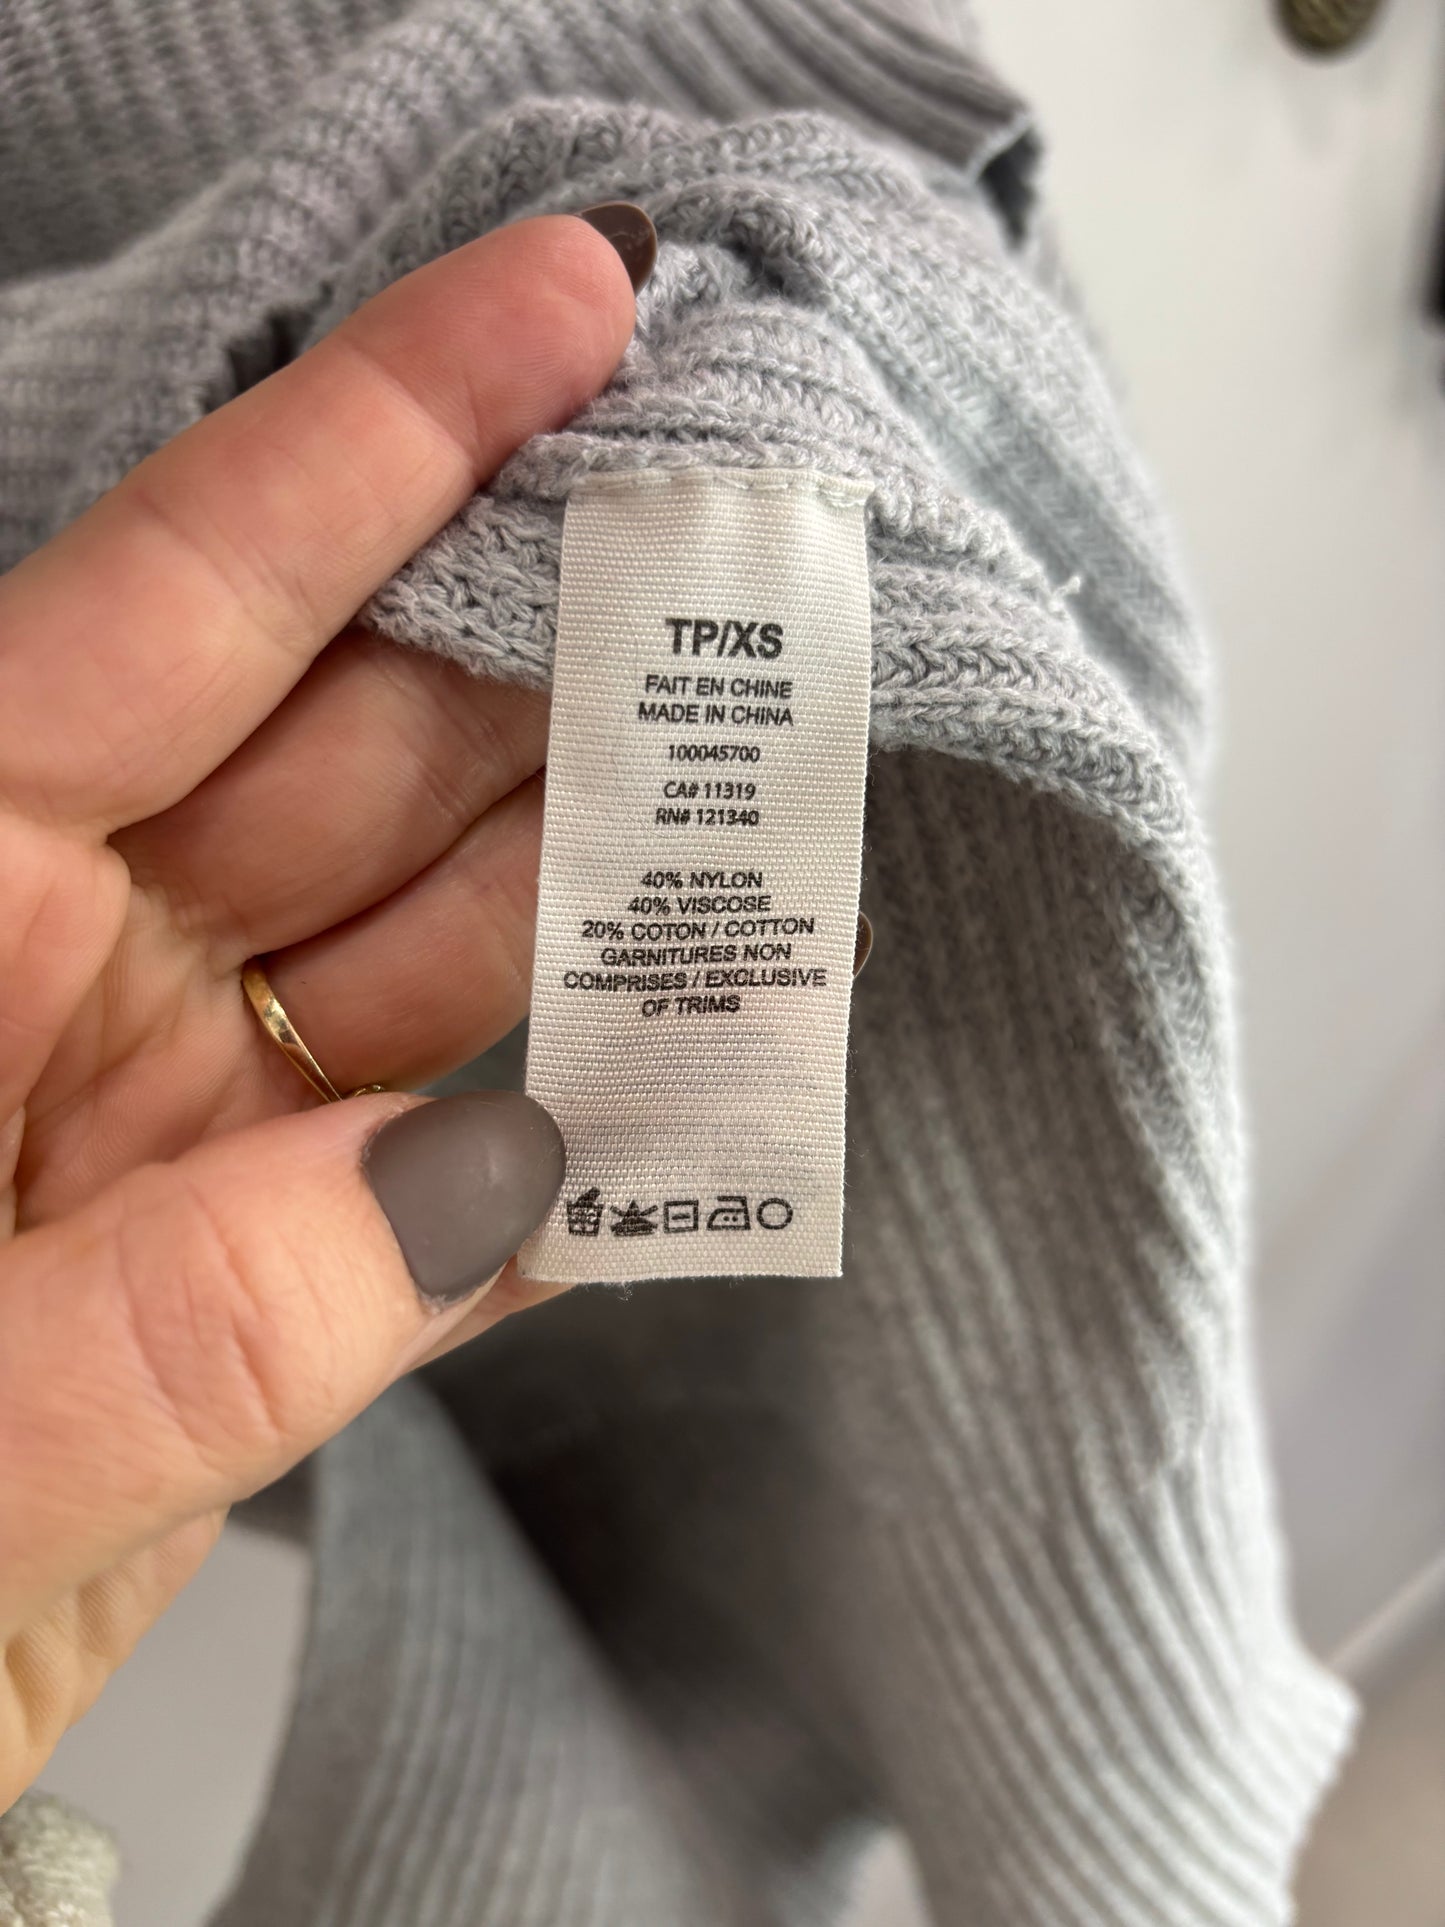 TP/XS
FAIT EN CHINE
MADE IN CHINA
100045700
CA# 11319
RN# 121340
40% NYLON
40% VISCOSE
20% COTON / COTTON
GARNITURES NON
COMPRISES / EXCLUSIVE
OF TRIMS